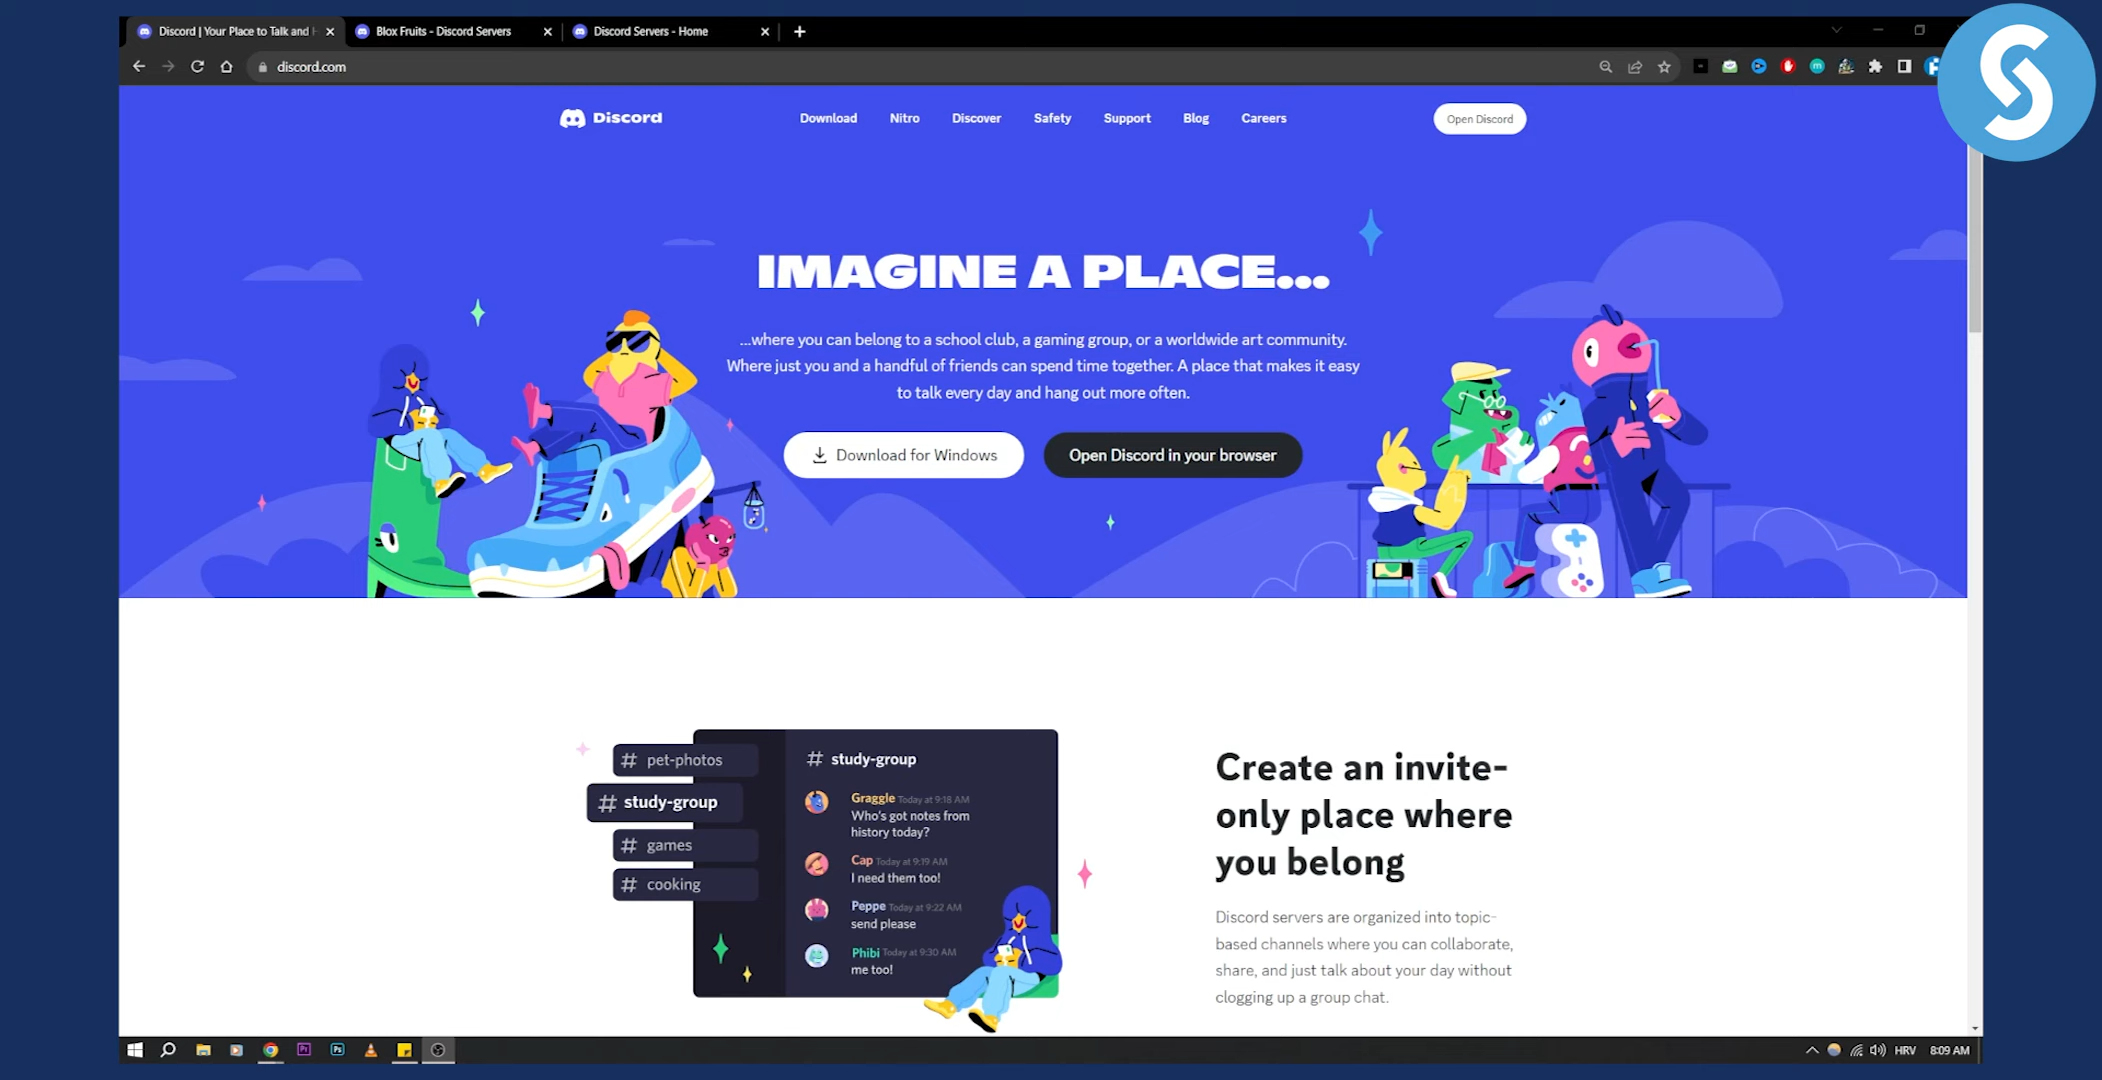 Discord | Your Place to Talk and H
Blox Fruits - Discord Servers
Discord Servers - Home
discord.com
Discord
Download
Nitro
Discover
Safety
Support
Blog
Careers
Open Discord
IMAGINE A PLACE...
...where you can belong to a school club, a gaming group, or a worldwide art community.
Where just you and a handful of friends can spend time together. A place that makes it easy
to talk every day and hang out more often.
Download for Windows
Open Discord in your browser
# pet-photos
# study-group
# games
# cooking
# study-group
Graggle Today at 9:18 AM
Who's got notes from
history today?
Cap Today at 9:19 AM
I need them too!
Peppe Today at 9:22 AM
send please
Phibi Today at 9:30 AM
me too!
Create an invite-
only place where
you belong
Discord servers are organized into topic-
based channels where you can collaborate,
share, and just talk about your day without
clogging up a group chat.
Pr
Ps
HRV
8:09 AM